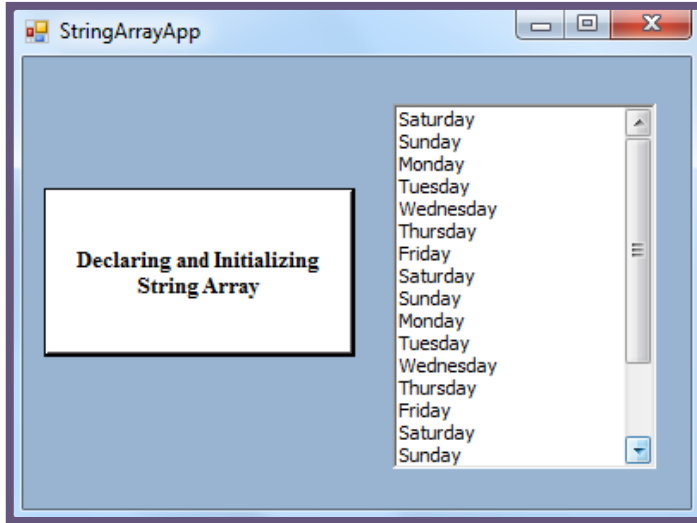 StringArrayApp
Declaring and Initializing
String Array
Saturday
Sunday
Monday
Tuesday
Wednesday
Thursday
Friday
Saturday
Sunday
Monday
Tuesday
Wednesday
Thursday
Friday
Saturday
Sunday